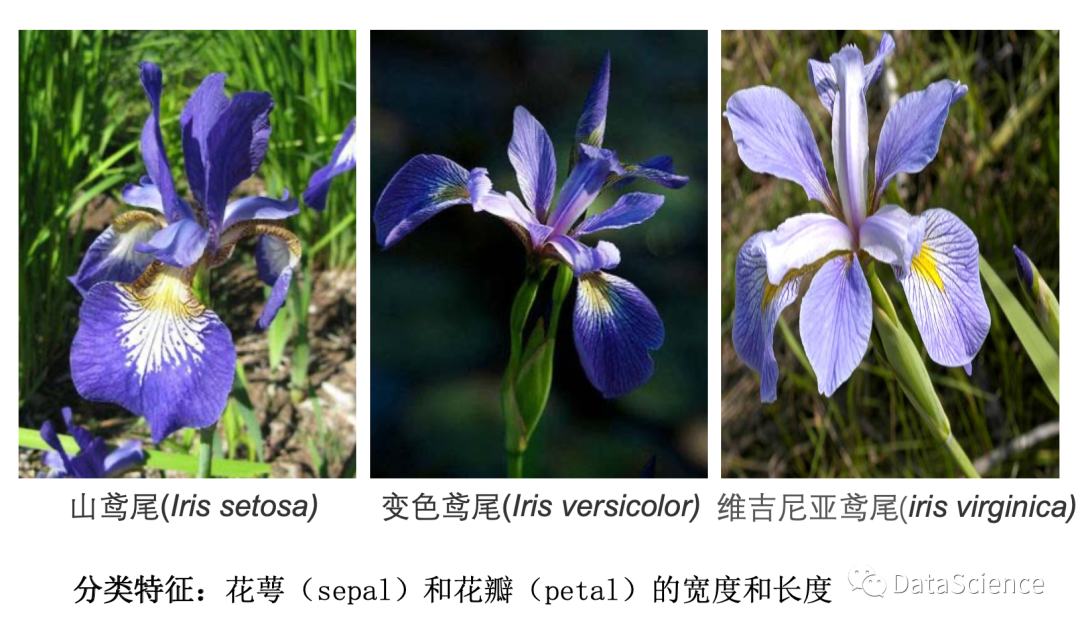 山鸢尾(Iris setosa)
变色鸢尾(Iris versicolor)
维吉尼亚鸢尾(iris virginica)
分类特征：花萼（sepal）和花瓣（petal）的宽度和长度
DataScience